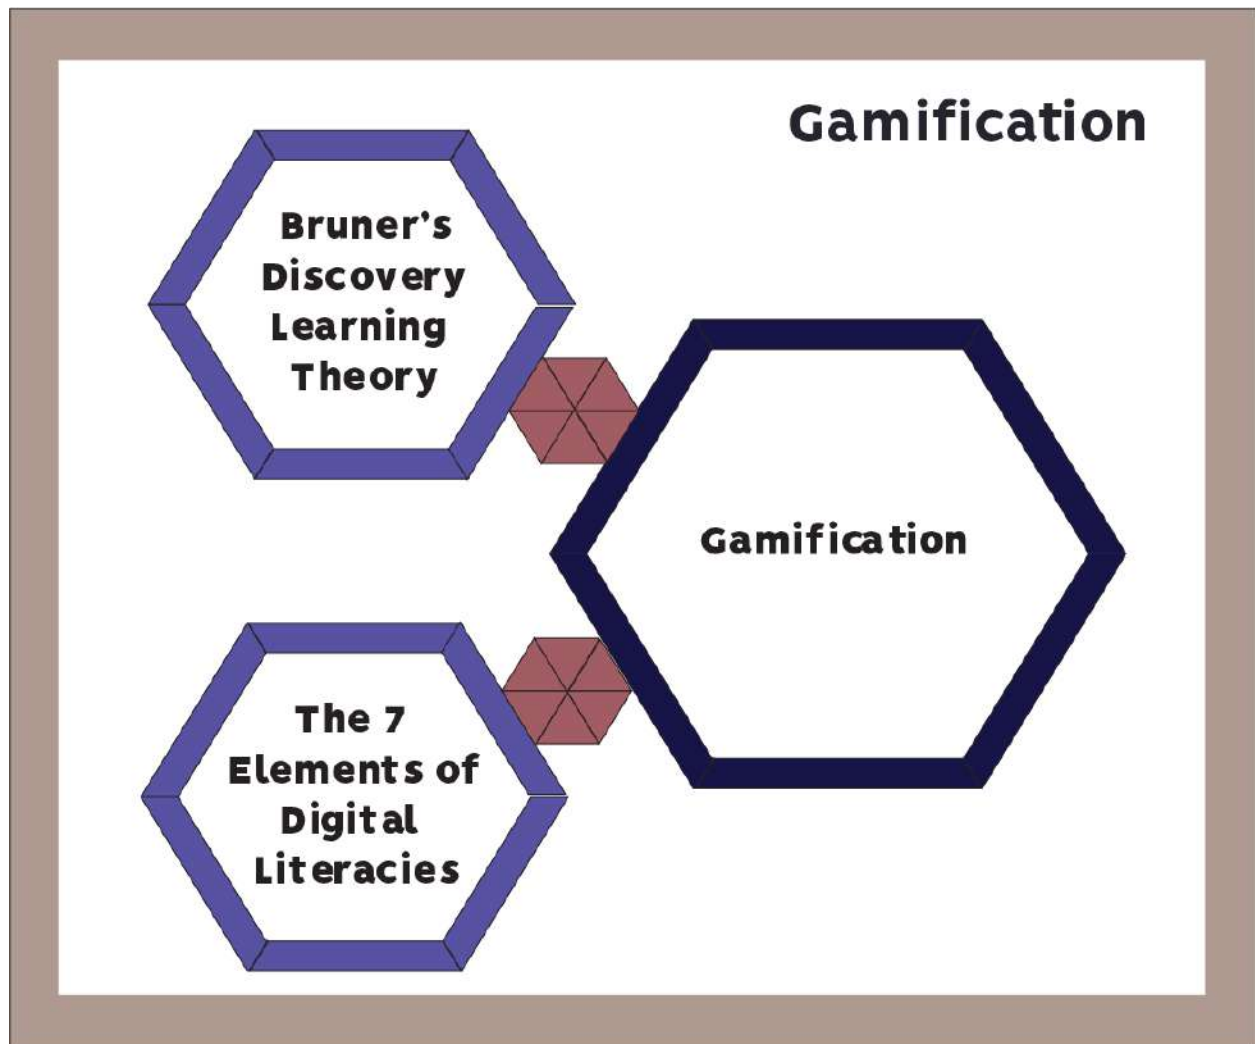 Gamification
Bruner's
Discovery
Learning
Theory
Gamification
The 7
Elements of
Digital
Literacies